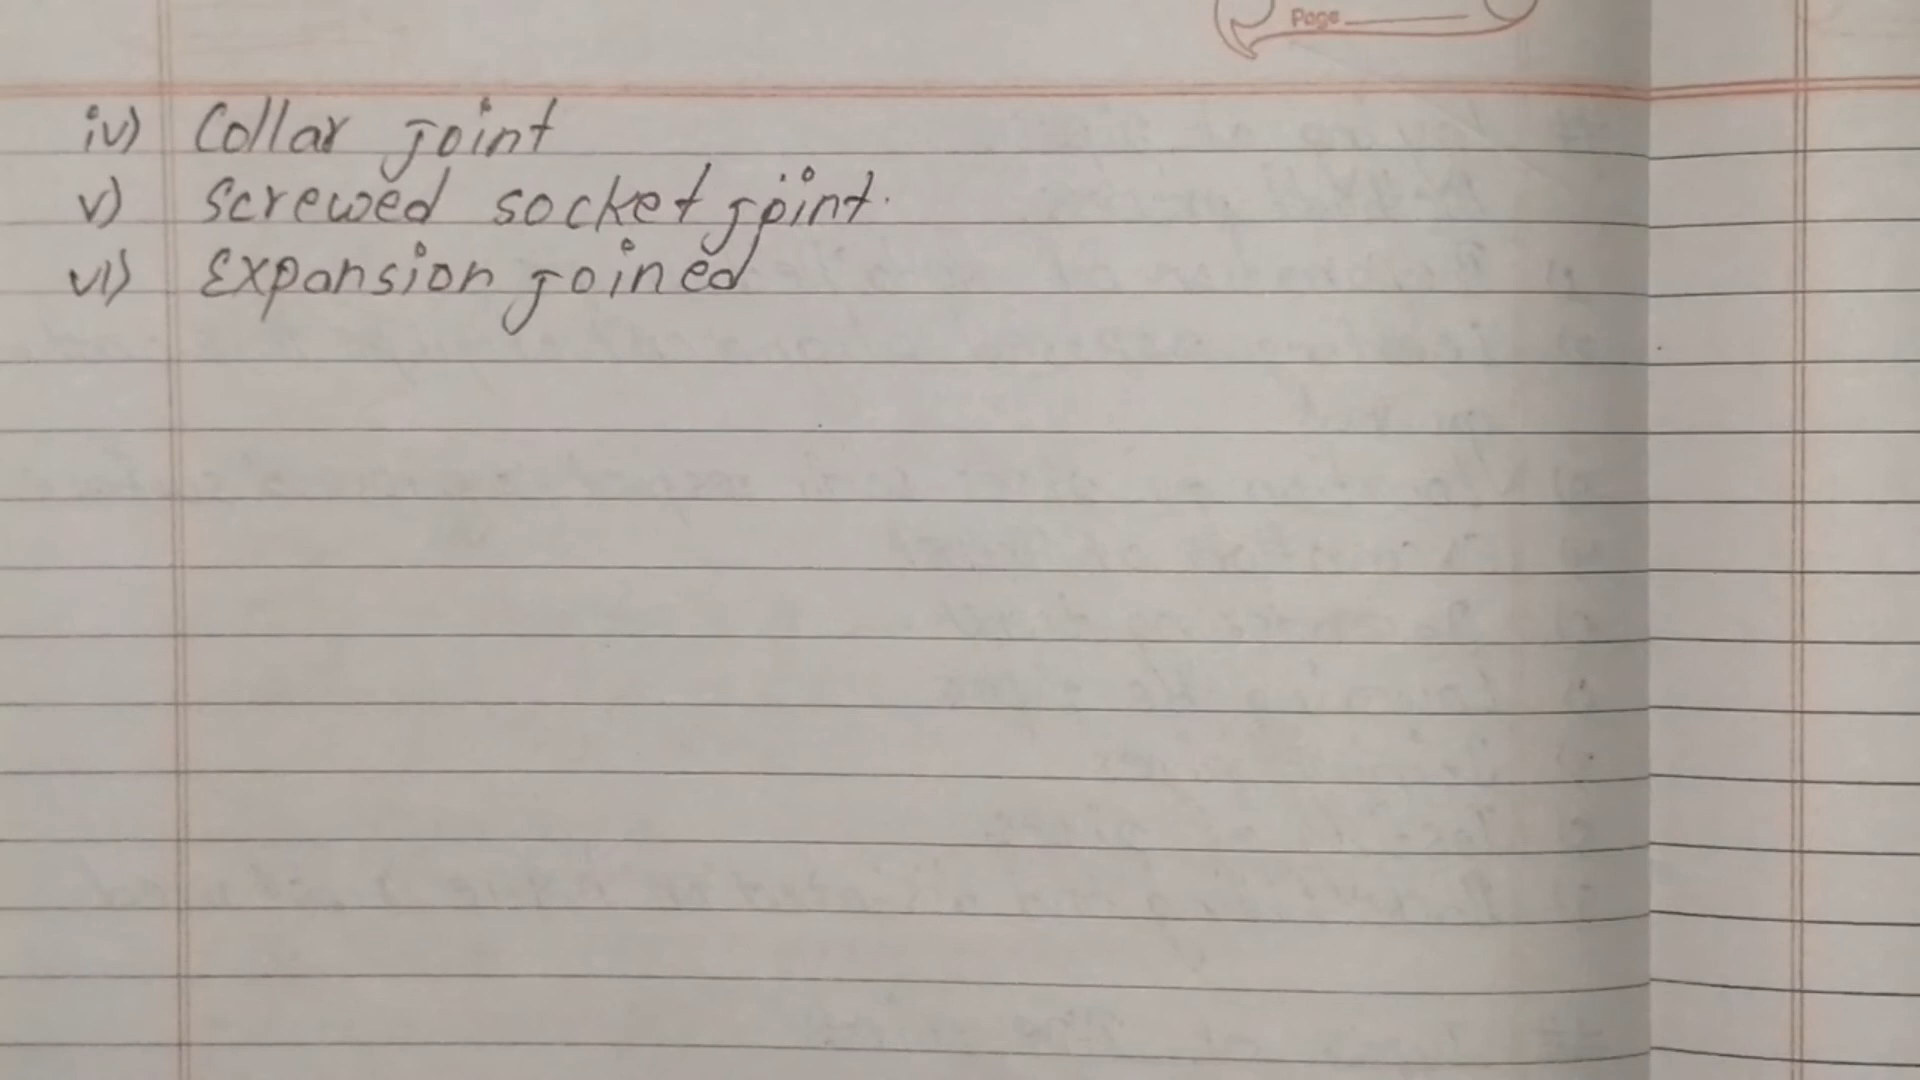 Page
iv) Collar joint
v) Screwed socket joint.
vi) Expansion joined